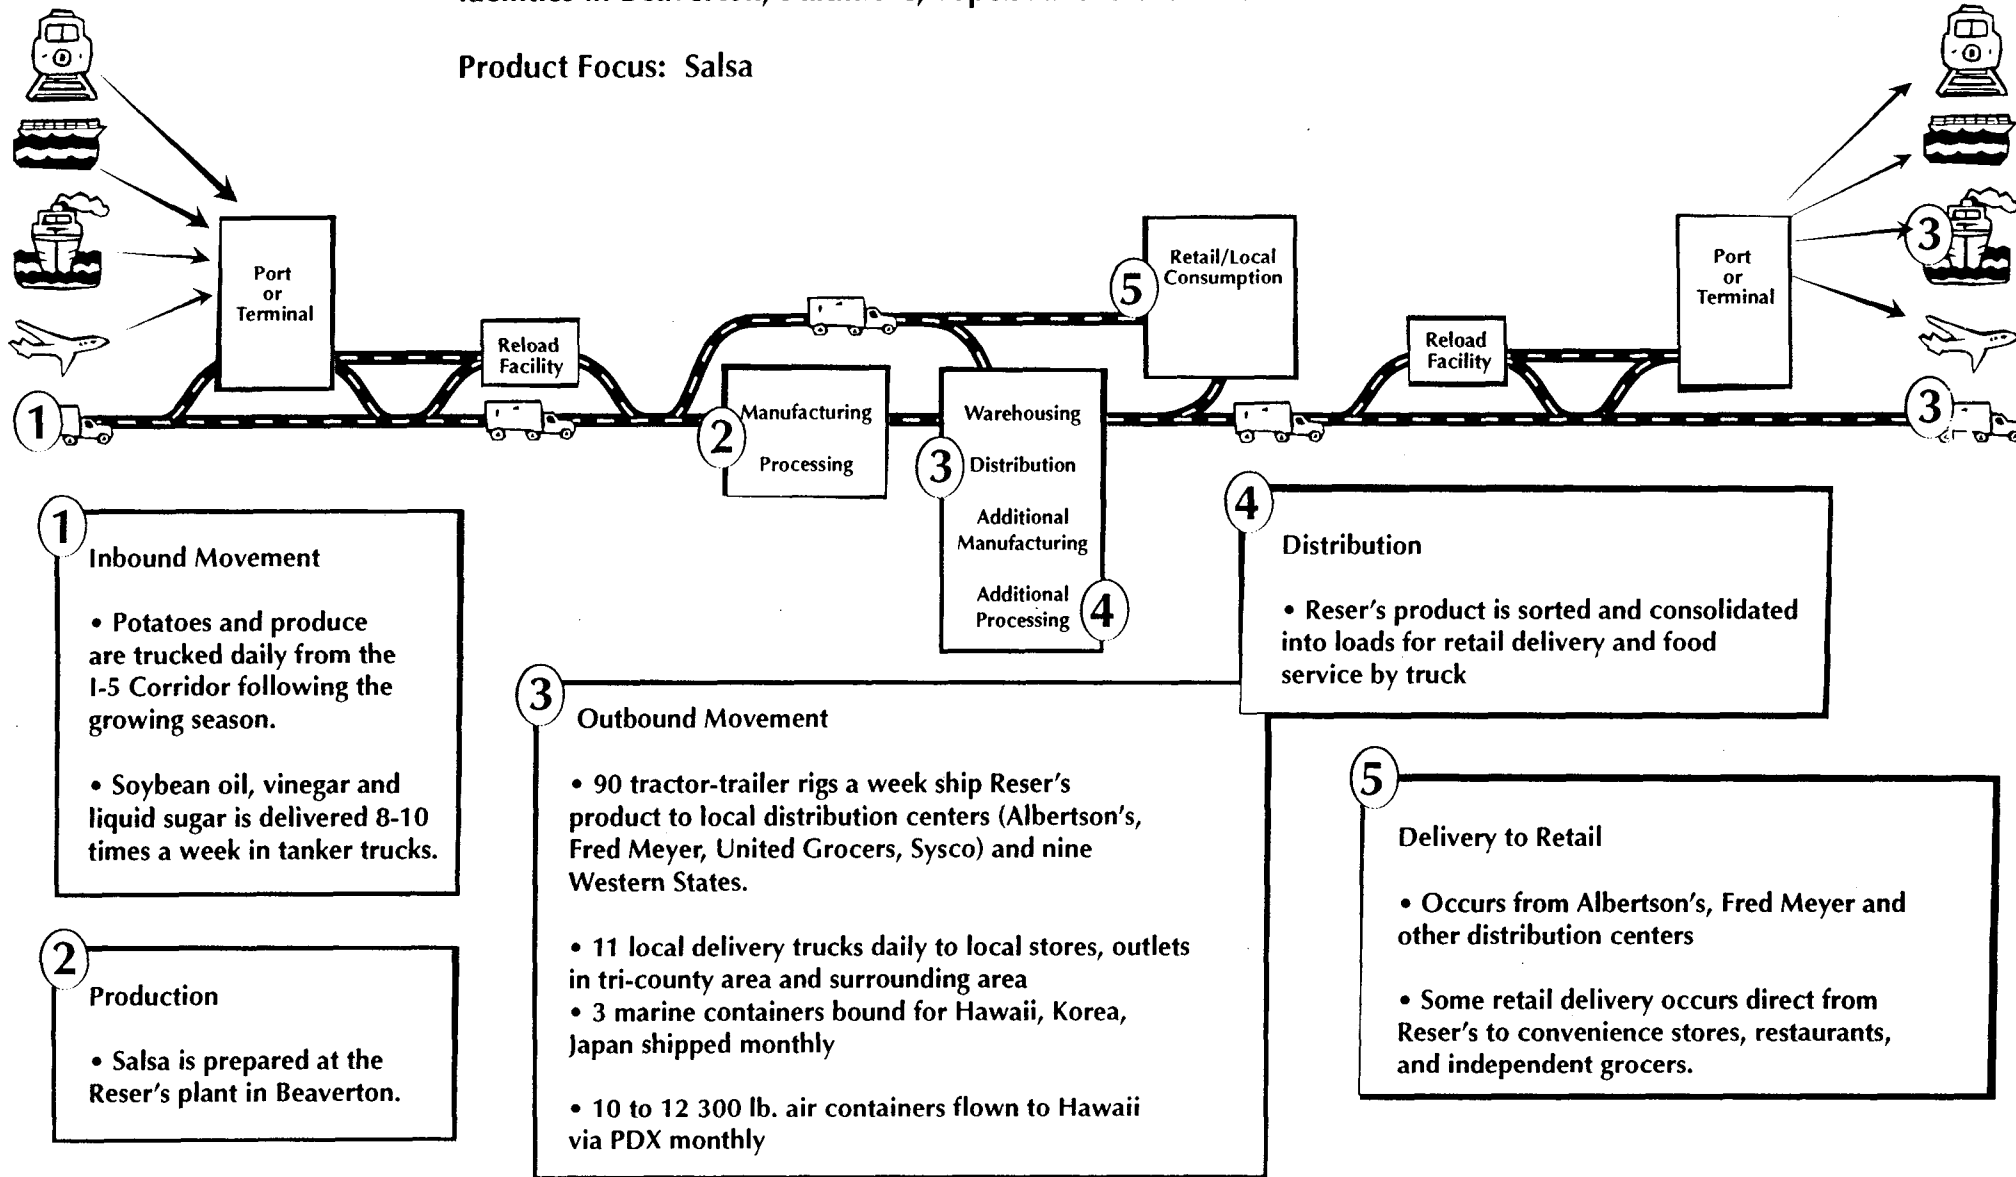 facilities in Beaverton,
Product Focus: Salsa
Port
or
Terminal
Reload
Facility
5
Retail/Local
Consumption
Reload
Facility
Port
or
Terminal
3
1
2
Manufacturing
Processing
3
Warehousing
Distribution
Additional
Manufacturing
Additional
Processing
4
3
1
Inbound Movement
• Potatoes and produce
are trucked daily from the
I-5 Corridor following the
growing season.
• Soybean oil, vinegar and
liquid sugar is delivered 8-10
times a week in tanker trucks.
2
Production
• Salsa is prepared at the
Reser's plant in Beaverton.
3
Outbound Movement
• 90 tractor-trailer rigs a week ship Reser's
product to local distribution centers (Albertson's,
Fred Meyer, United Grocers, Sysco) and nine
Western States.
• 11 local delivery trucks daily to local stores, outlets
in tri-county area and surrounding area
• 3 marine containers bound for Hawaii, Korea,
Japan shipped monthly
• 10 to 12 300 lb. air containers flown to Hawaii
via PDX monthly
4
Distribution
• Reser's product is sorted and consolidated
into loads for retail delivery and food
service by truck
5
Delivery to Retail
• Occurs from Albertson's, Fred Meyer and
other distribution centers
• Some retail delivery occurs direct from
Reser's to convenience stores, restaurants,
and independent grocers.